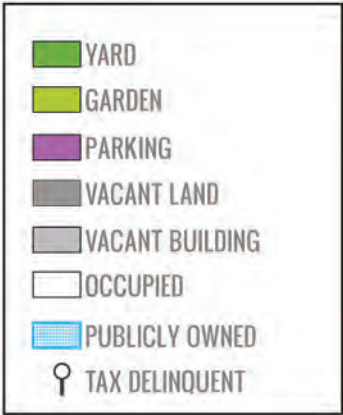 YARD
GARDEN
PARKING
VACANT LAND
VACANT BUILDING
OCCUPIED
PUBLICLY OWNED
TAX DELINQUENT